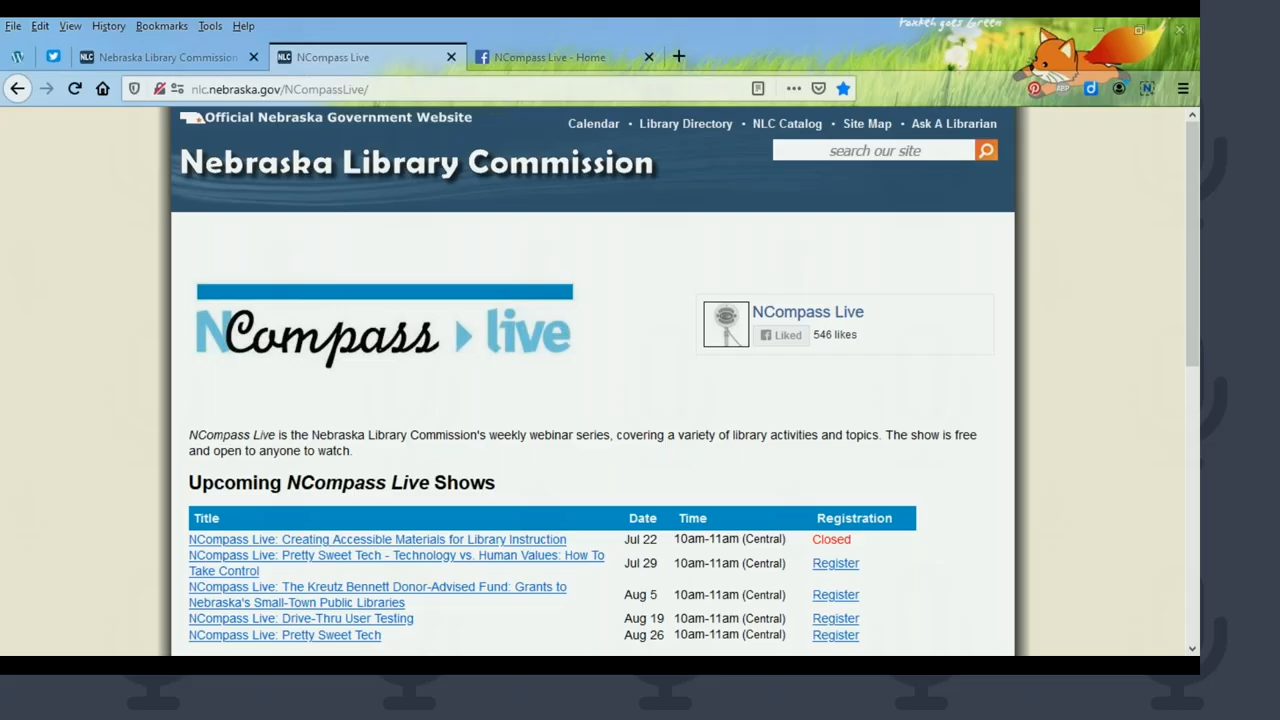 Foxkeh goes Green
File Edit View History Bookmarks Tools Help
NLC Nebraska Library Commission
NLC NCompass Live
NCompass Live - Home
nlc.nebraska.gov/NCompassLive/
ABP
Official Nebraska Government Website
Calendar • Library Directory • NLC Catalog • Site Map • Ask A Librarian
Nebraska Library Commission
search our site
NCompass live
NCompass Live
Liked 546 likes
NCompass Live is the Nebraska Library Commission's weekly webinar series, covering a variety of library activities and topics. The show is free
and open to anyone to watch.
Upcoming NCompass Live Shows
Title Date Time Registration
NCompass Live: Creating Accessible Materials for Library Instruction Jul 22 10am-11am (Central) Closed
NCompass Live: Pretty Sweet Tech - Technology vs. Human Values: How To
Take Control Jul 29 10am-11am (Central) Register
NCompass Live: The Kreutz Bennett Donor-Advised Fund: Grants to
Nebraska's Small-Town Public Libraries Aug 5 10am-11am (Central) Register
NCompass Live: Drive-Thru User Testing Aug 19 10am-11am (Central) Register
NCompass Live: Pretty Sweet Tech Aug 26 10am-11am (Central) Register